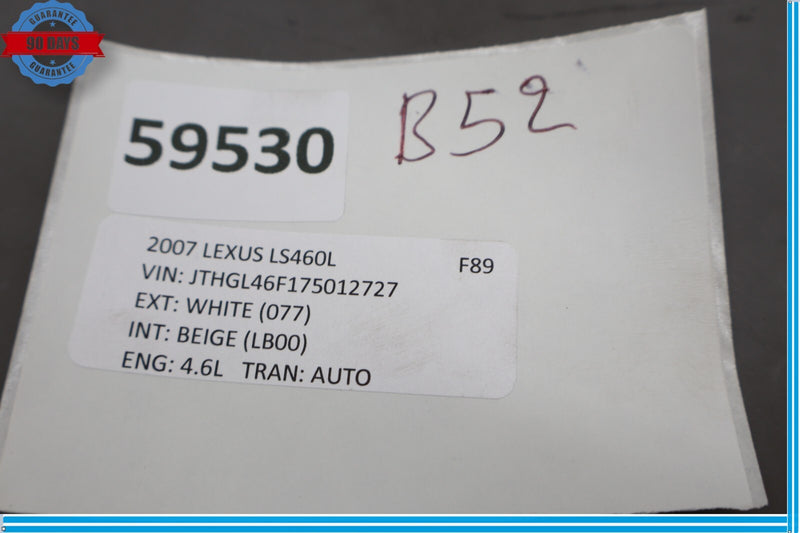 GUARANTEE
90 DAYS
GUARANTEE
59530
B52
2007 LEXUS LS460L
F89
VIN: JTHGL46F175012727
EXT: WHITE (077)
INT: BEIGE (LB00)
ENG: 4.6L TRAN: AUTO